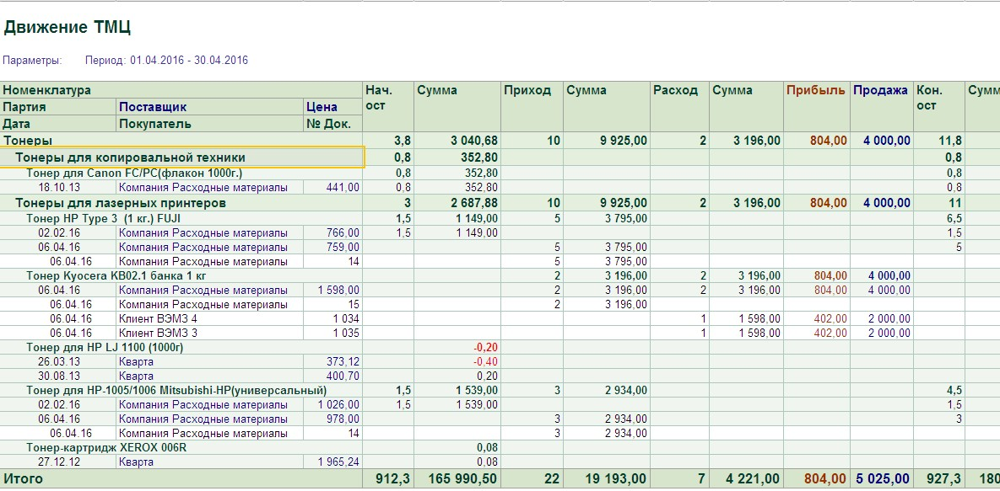 Движение ТМЦ
Параметры: Период: 01.04.2016 - 30.04.2016
Номенклатура Нач. ост Сумма Приход Сумма Расход Сумма Прибыль Продажа Кон. ост Сумм
Партия Поставщик Цена
Дата Покупатель № Док.
Тонеры 3,8 3 040,68 10 9 925,00 2 3 196,00 804,00 4 000,00 11,8
Тонеры для копировальной техники 0,8 352,80 0,8
Тонер для Canon FC/PC(флакон 1000г.) 0,8 352,80 0,8
18.10.13 Компания Расходные материалы 441,00 0,8 352,80 0,8
Тонеры для лазерных принтеров 3 2 687,88 10 9 925,00 2 3 196,00 804,00 4 000,00 11
Тонер HP Type 3 (1 кг.) FUJI 1,5 1 149,00 5 3 795,00 6,5
02.02.16 Компания Расходные материалы 766,00 1,5 1 149,00 1,5
06.04.16 Компания Расходные материалы 759,00 5 3 795,00 5
06.04.16 Компания Расходные материалы 14 5 3 795,00
Тонер Kyocera KB02.1 банка 1 кг 2 3 196,00 2 3 196,00 804,00 4 000,00
06.04.16 Компания Расходные материалы 1 598,00 2 3 196,00 2 3 196,00 804,00 4 000,00
06.04.16 Компания Расходные материалы 15 2 3 196,00
06.04.16 Клиент ВЭМЗ 4 1 034 1 1 598,00 402,00 2 000,00
06.04.16 Клиент ВЭМЗ 3 1 035 1 1 598,00 402,00 2 000,00
Тонер для HP LJ 1100 (1000г) -0,20
26.03.13 Кварта 373,12 -0,40
30.08.13 Кварта 400,70 0,20
Тонер для HP-1005/1006 Mitsubishi-HP(универсальный) 1,5 1 539,00 3 2 934,00 4,5
02.02.16 Компания Расходные материалы 1 026,00 1,5 1 539,00 1,5
06.04.16 Компания Расходные материалы 978,00 3 2 934,00 3
06.04.16 Компания Расходные материалы 14 3 2 934,00
Тонер-картридж XEROX 006R 0,08
27.12.12 Кварта 1 965,24 0,08
Итого 912,3 165 990,50 22 19 193,00 7 4 221,00 804,00 5 025,00 927,3 180